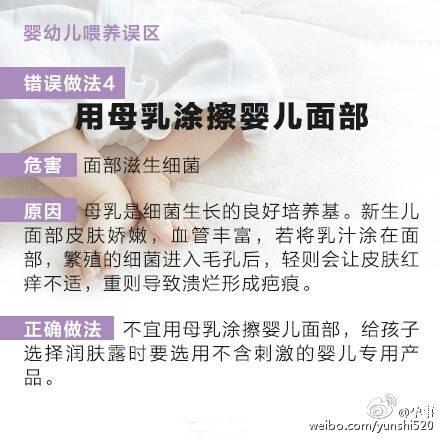 婴幼儿喂养误区
错误做法4
用母乳涂擦婴儿面部
危害 面部滋生细菌
原因 母乳是细菌生长的良好培养基。新生儿
面部皮肤娇嫩，血管丰富，若将乳汁涂在面
部，繁殖的细菌进入毛孔后，轻则会让皮肤红
痒不适，重则导致溃烂形成疤痕。
正确做法 不宜用母乳涂擦婴儿面部，给孩子
选择润肤露时要选用不含刺激的婴儿专用产
品。
weibo.com/yunshi520